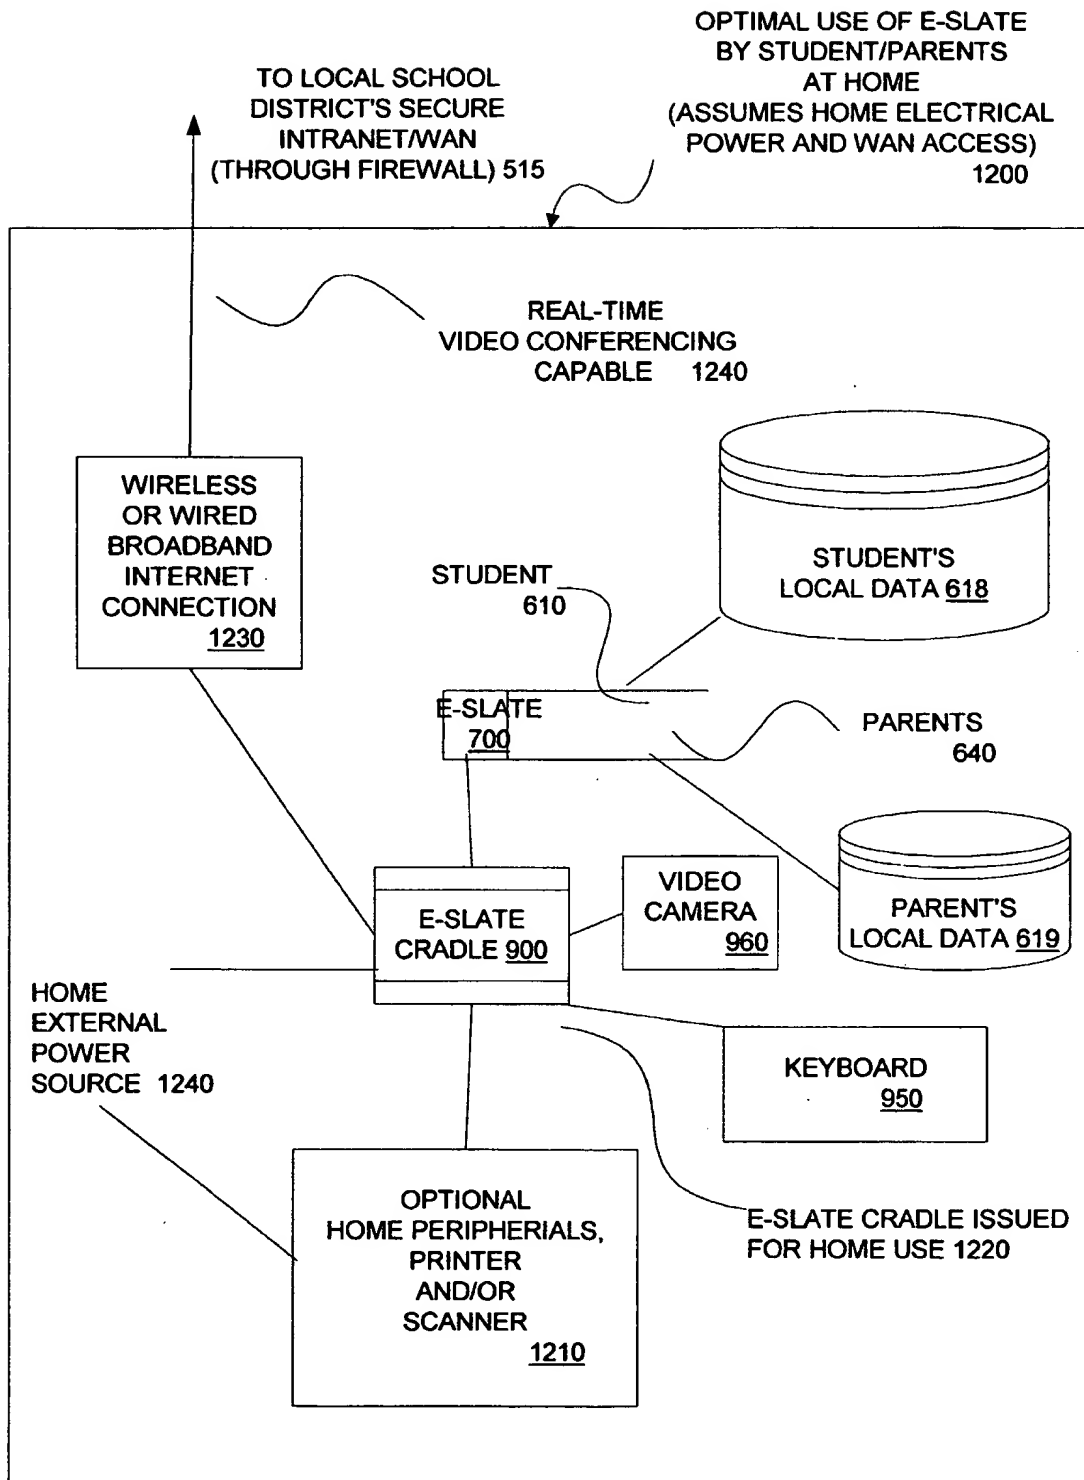 OPTIMAL USE OF E-SLATE
BY STUDENT/PARENTS
AT HOME
(ASSUMES HOME ELECTRICAL
POWER AND WAN ACCESS)
1200
TO LOCAL SCHOOL
DISTRICT'S SECURE
INTRANET/WAN
(THROUGH FIREWALL) 515
REAL-TIME
VIDEO CONFERENCING
CAPABLE 1240
WIRELESS
OR WIRED
BROADBAND
INTERNET
CONNECTION
1230
STUDENT'S
LOCAL DATA 618
STUDENT
610
E-SLATE
700
PARENTS
640
E-SLATE
CRADLE 900
VIDEO
CAMERA
960
PARENT'S
LOCAL DATA 619
HOME
EXTERNAL
POWER
SOURCE 1240
KEYBOARD
950
OPTIONAL
HOME PERIPHERIALS,
PRINTER
AND/OR
SCANNER
1210
E-SLATE CRADLE ISSUED
FOR HOME USE 1220